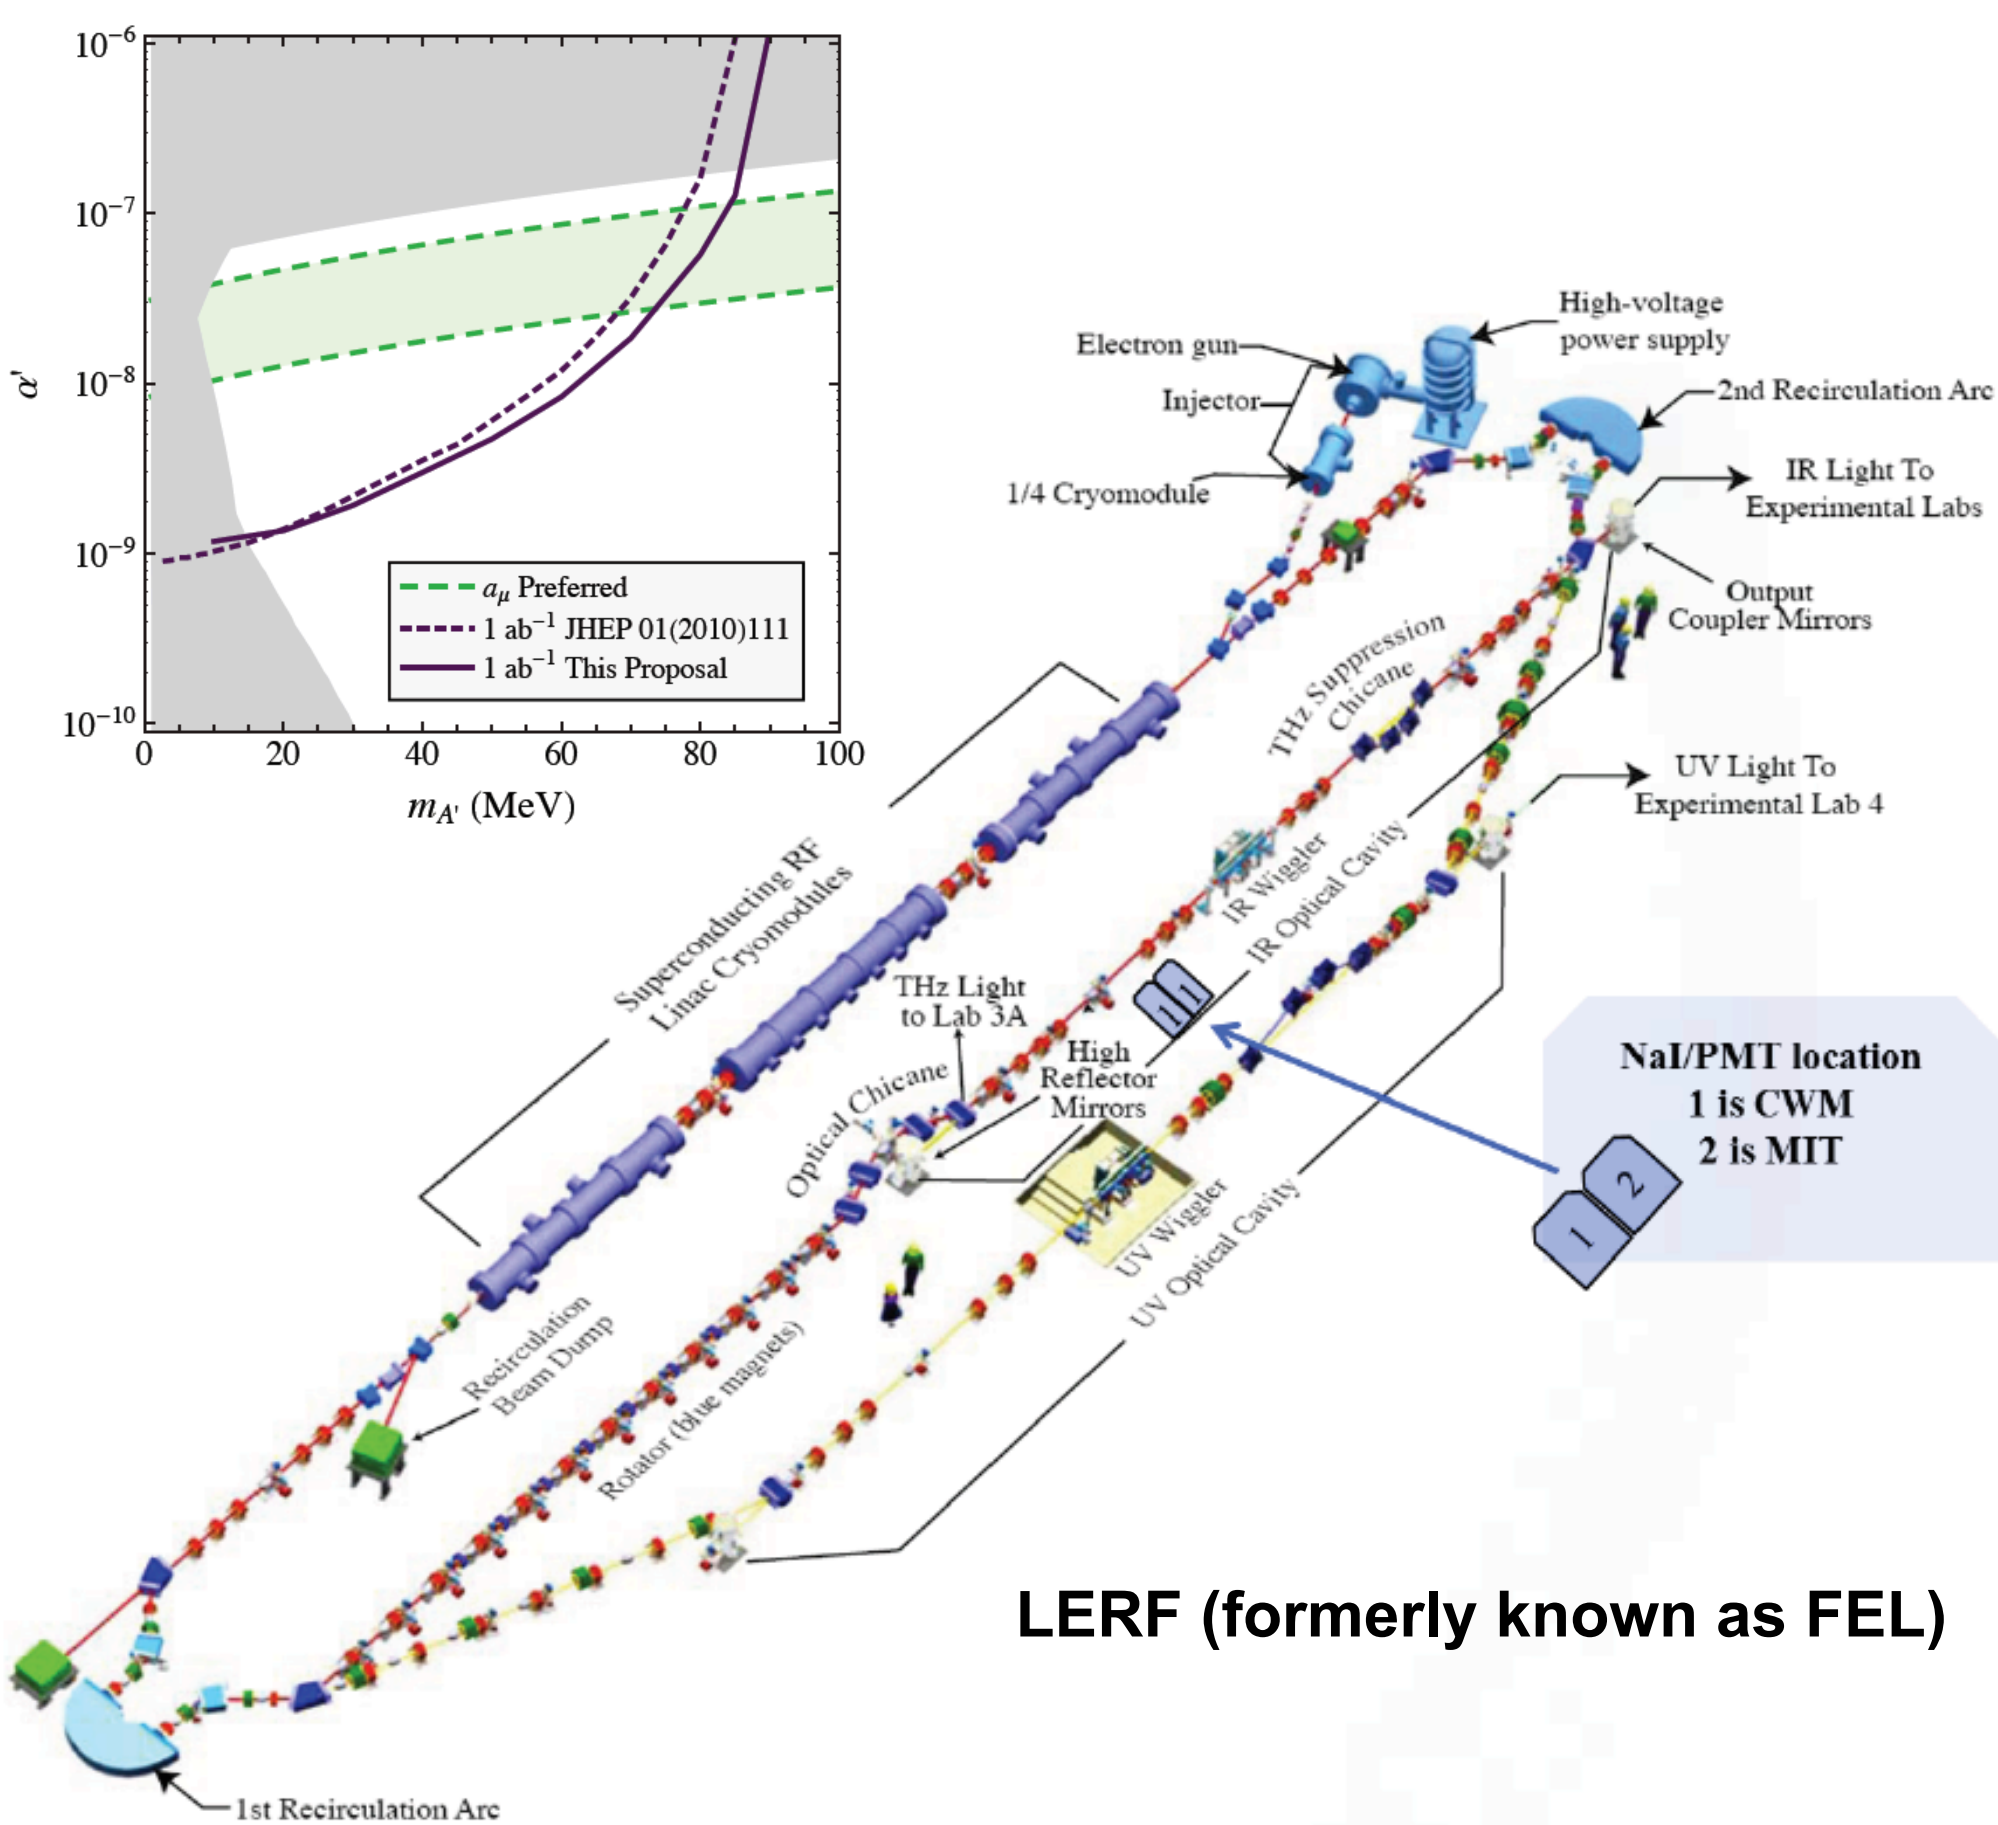 10⁻⁶
10⁻⁷
10⁻⁸
10⁻⁹
10⁻¹⁰
α'
0
20
40
60
80
100
m_A' (MeV)
a_μ Preferred
1 ab⁻¹ JHEP 01(2010)111
1 ab⁻¹ This Proposal
High-voltage
power supply
Electron gun
Injector
1/4 Cryomodule
2nd Recirculation Arc
IR Light To
Experimental Labs
Output
Coupler Mirrors
THz Suppression
Chicane
UV Light To
Experimental Lab 4
IR Wiggler
IR Optical Cavity
Superconducting RF
Linac Cryomodules
THz Light
to Lab 3A
1
1
High
Reflector
Mirrors
Optical Chicane
NaI/PMT location
1 is CWM
2 is MIT
1
2
UV Wiggler
UV Optical Cavity
Recirculation
Beam Dump
Rotator (blue magnets)
LERF (formerly known as FEL)
1st Recirculation Arc